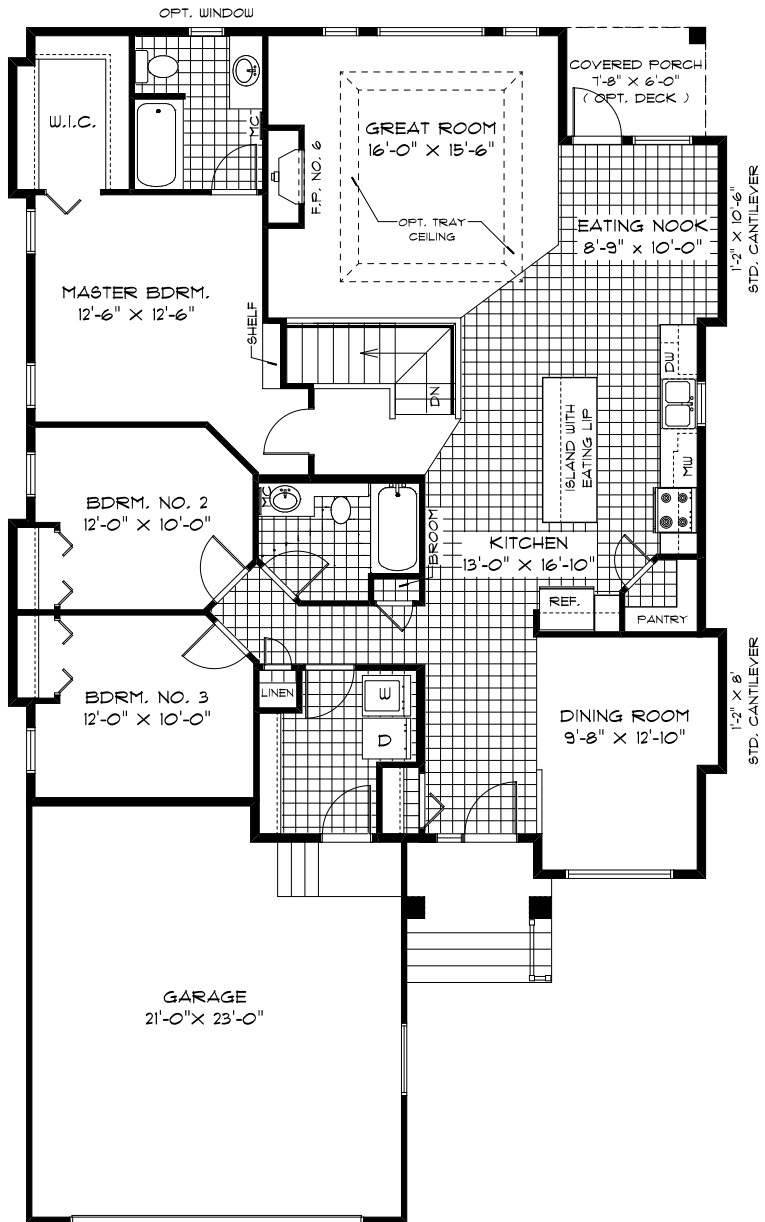 OPT. WINDOW
COVERED PORCH
7'-8" X 6'-0"
( OPT. DECK )
W.I.C.
MC
GREAT ROOM
16'-0" X 15'-6"
F.P. NO. 6
OPT. TRAY
CEILING
EATING NOOK
8'-9" x 10'-0"
1'-2" X 10'-6"
STD. CANTILEVER
MASTER BDRM.
12'-6" X 12'-6"
SHELF
DN
DW
ISLAND WITH
EATING LIP
MW
BDRM. NO. 2
12'-0" X 10'-0"
MC
BROOM
KITCHEN
13'-0" X 16'-10"
REF.
PANTRY
BDRM. NO. 3
12'-0" X 10'-0"
LINEN
W
D
DINING ROOM
9'-8" X 12'-10"
1'-2" X 8'
STD. CANTILEVER
GARAGE
21'-0"X 23'-0"